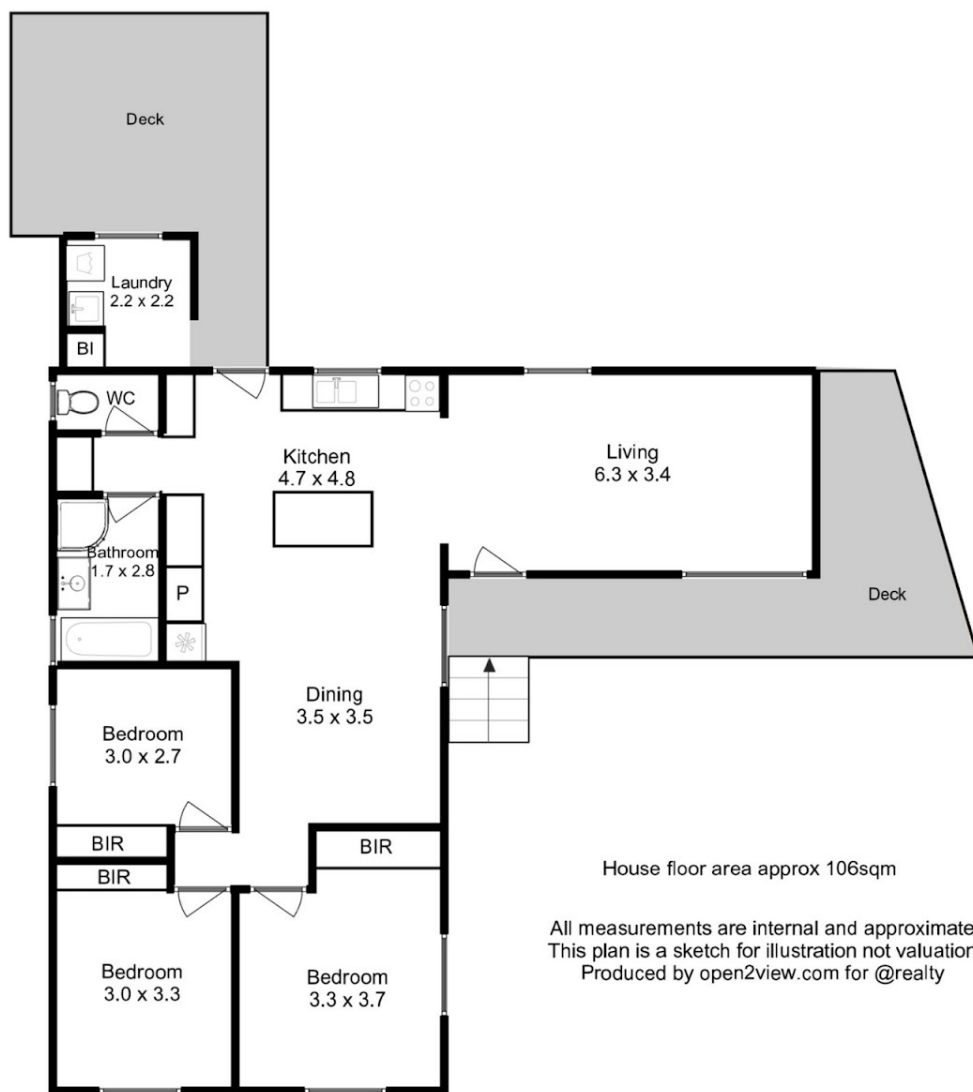 Deck
Laundry
2.2 x 2.2
BI
WC
Kitchen
4.7 x 4.8
Living
6.3 x 3.4
Bathroom
1.7 x 2.8
P
Deck
Dining
3.5 x 3.5
Bedroom
3.0 x 2.7
BIR
BIR
BIR
Bedroom
3.0 x 3.3
Bedroom
3.3 x 3.7
House floor area approx 106sqm
All measurements are internal and approximate
This plan is a sketch for illustration not valuation
Produced by open2view.com for @realty